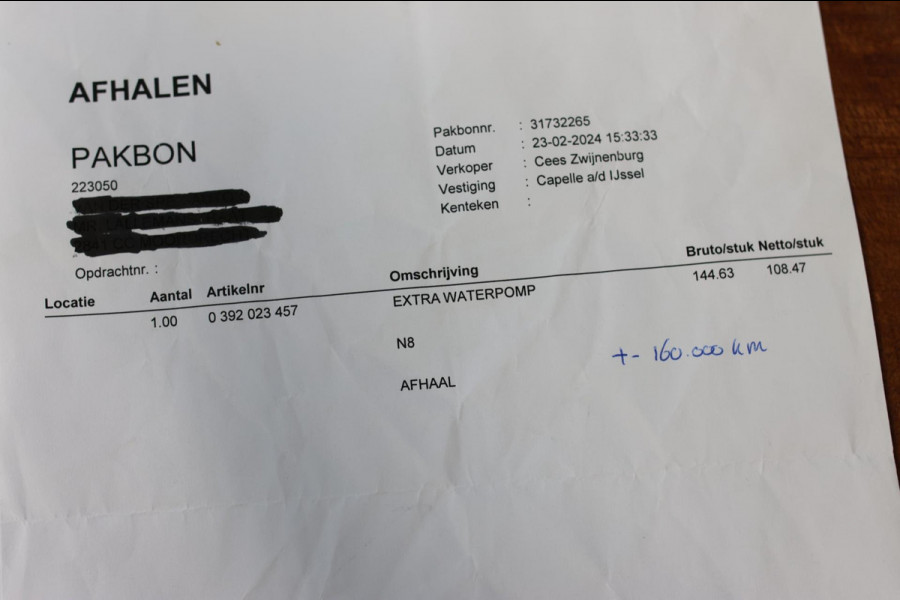 AFHALEN
PAKBON
223050
Opdrachtnr. :
Pakbonnr. : 31732265
Datum : 23-02-2024 15:33:33
Verkoper : Cees Zwijnenburg
Vestiging : Capelle a/d IJssel
Kenteken :
Locatie Aantal Artikelnr Omschrijving Bruto/stuk Netto/stuk
1.00 0 392 023 457 EXTRA WATERPOMP 144.63 108.47
N8
AFHAAL
+- 160.000 km